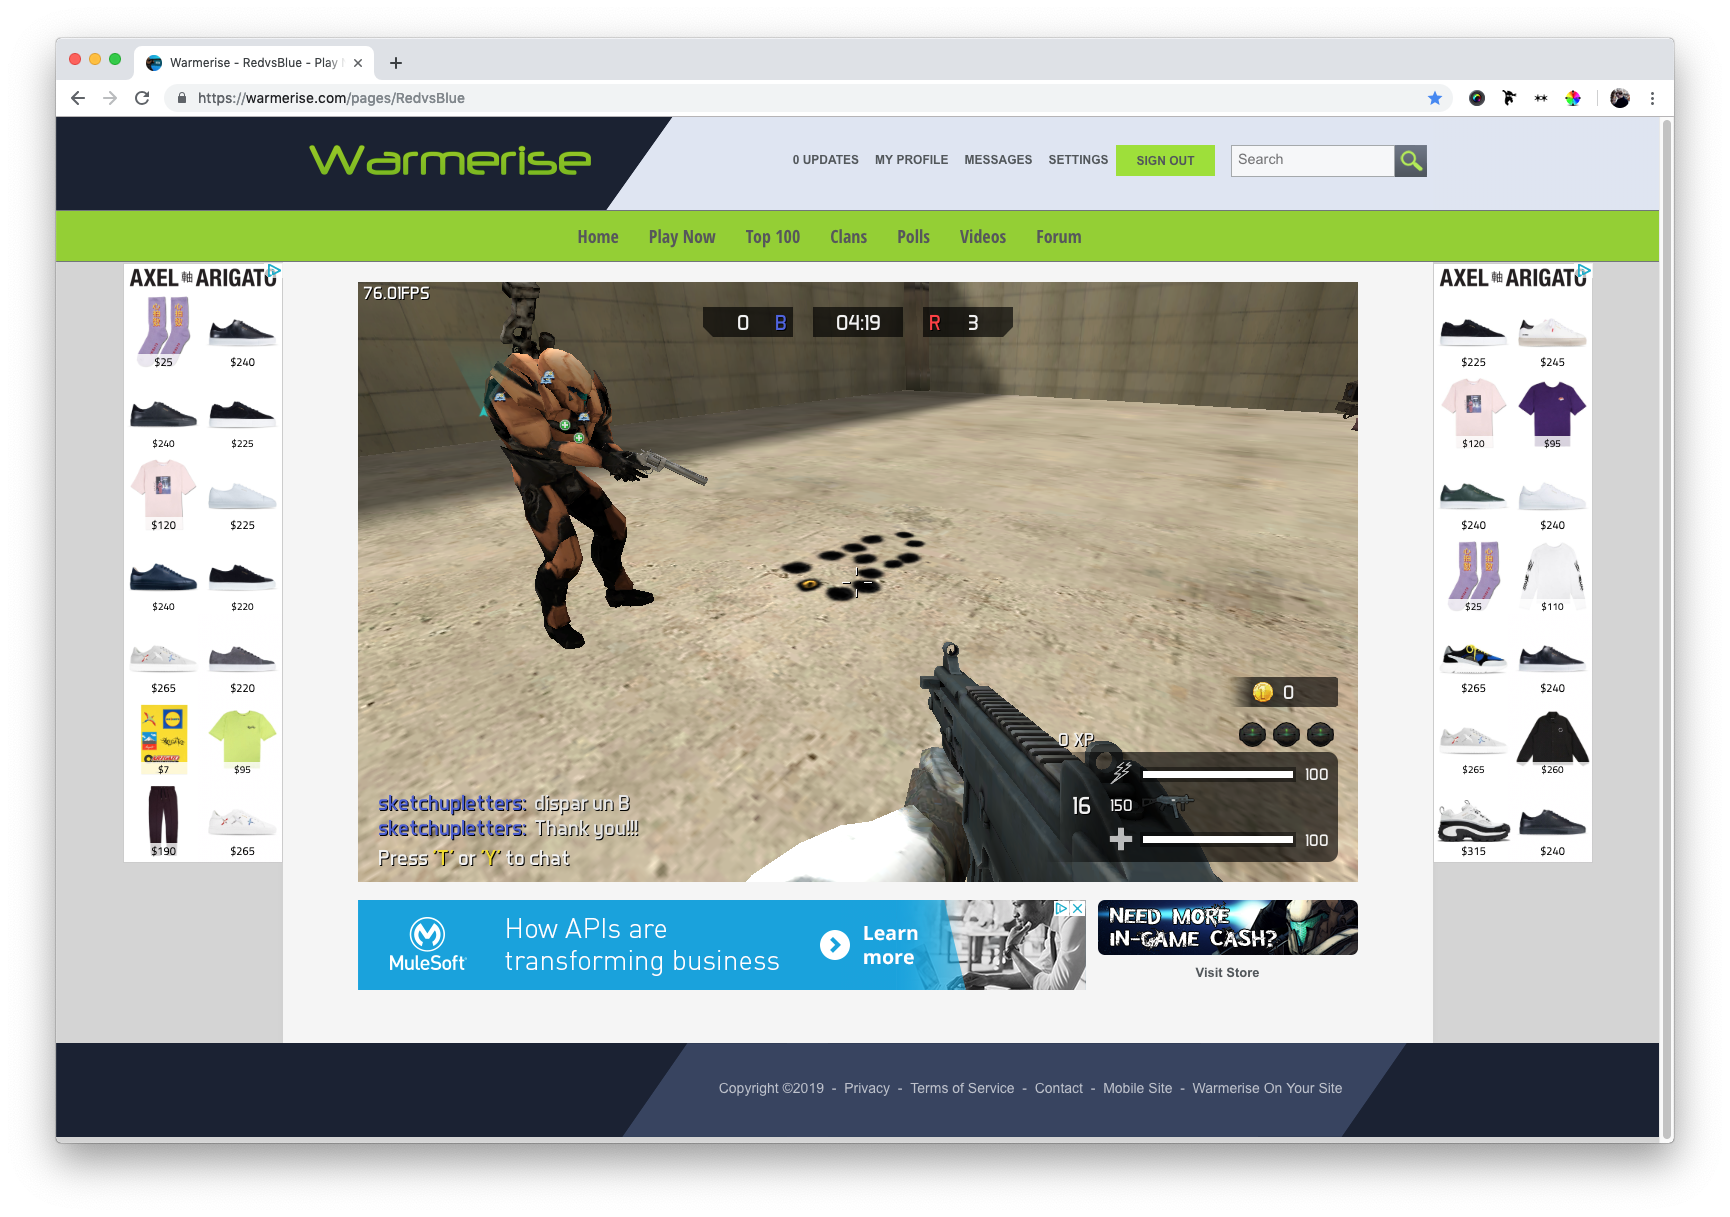 Warmerise - RedvsBlue - Play
https://warmerise.com/pages/RedvsBlue
Warmerise
0 UPDATES MY PROFILE MESSAGES SETTINGS SIGN OUT Search
Home Play Now Top 100 Clans Polls Videos Forum
AXEL 軸 ARIGATO
$25 $240
$240 $225
$120 $225
$240 $220
$265 $220
$7 $95
$190 $265
76.01FPS
0 B 04:19 R 3
1 0
0 XP
100
16 150
100
sketchupletters: dispar un B
sketchupletters: Thank you!!!
Press 'T' or 'Y' to chat
AXEL 軸 ARIGATO
$225 $245
$120 $95
$240 $240
$25 $110
$265 $240
$265 $260
$315 $240
MuleSoft
How APIs are
transforming business
Learn
more
NEED MORE
IN-GAME CASH?
Visit Store
Copyright ©2019 - Privacy - Terms of Service - Contact - Mobile Site - Warmerise On Your Site